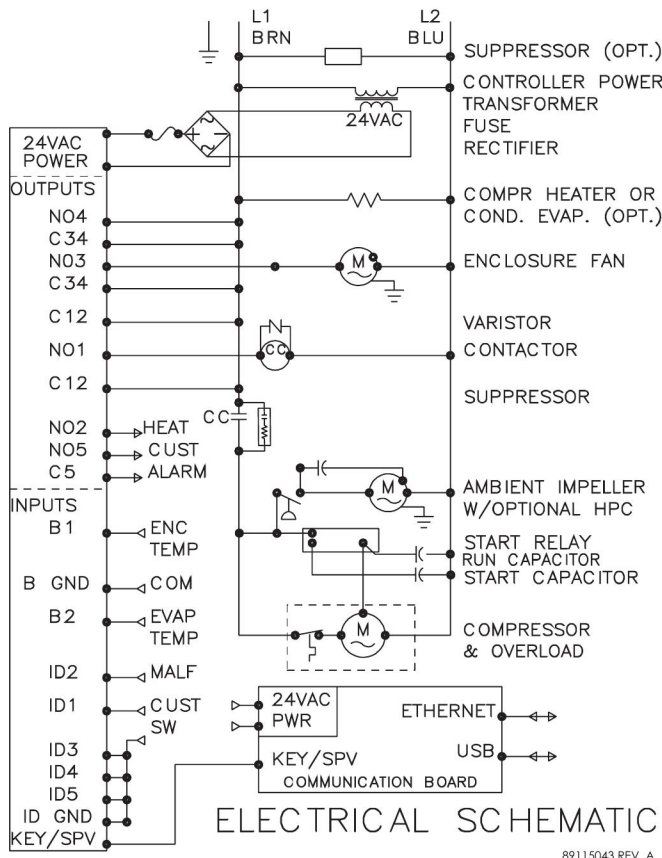 L1
BRN
L2
BLU
SUPPRESSOR (OPT.)
CONTROLLER POWER
TRANSFORMER
24VAC
FUSE
RECTIFIER
24VAC
POWER
OUTPUTS
NO4
COMPR HEATER OR
COND. EVAP. (OPT.)
C34
NO3
M
ENCLOSURE FAN
C34
C12
VARISTOR
NO1
CC
CONTACTOR
C12
SUPPRESSOR
CC
NO2
HEAT
NO5
CUST
C5
ALARM
M
AMBIENT IMPELLER
W/OPTIONAL HPC
INPUTS
B1
ENC
TEMP
START RELAY
RUN CAPACITOR
START CAPACITOR
B GND
COM
B2
EVAP
TEMP
M
COMPRESSOR
& OVERLOAD
ID2
MALF
ID1
CUST
SW
24VAC
PWR
ETHERNET
ID3
KEY/SPV
USB
ID4
COMMUNICATION BOARD
ID5
ID GND
KEY/SPV
ELECTRICAL SCHEMATIC
89115043 REV A